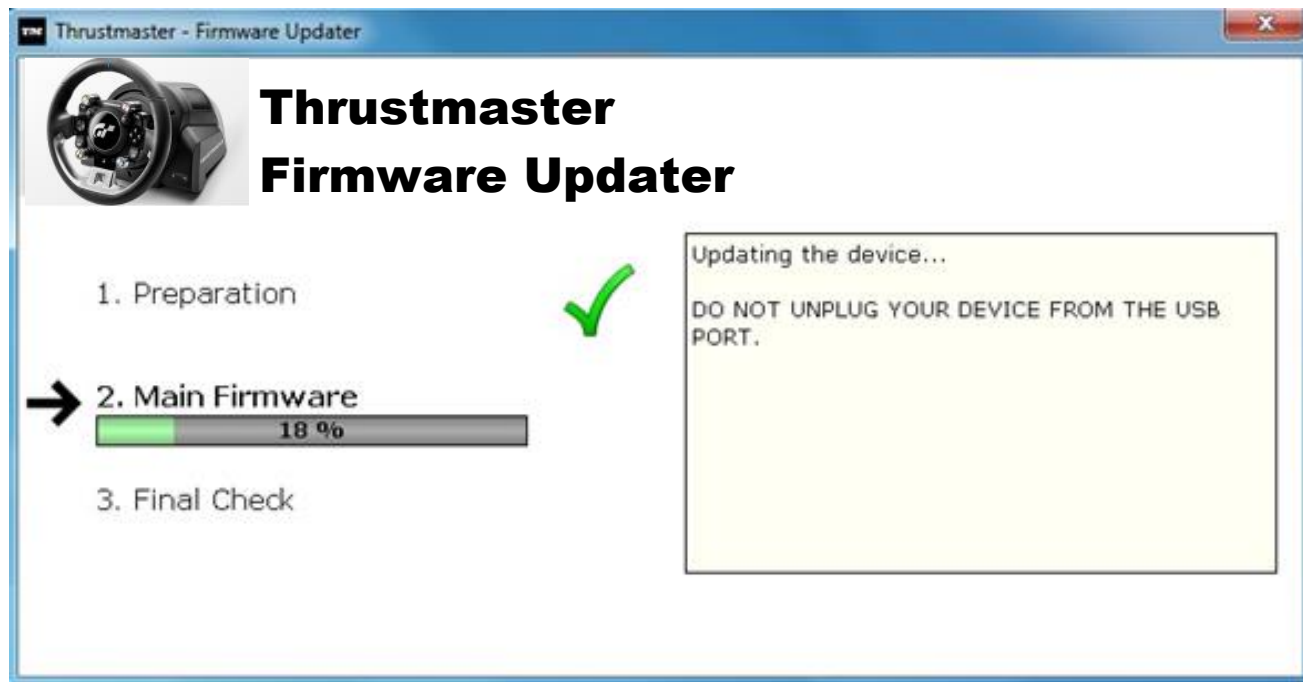 Thrustmaster - Firmware Updater
Thrustmaster
Firmware Updater
1. Preparation
2. Main Firmware
18 %
3. Final Check
Updating the device...
DO NOT UNPLUG YOUR DEVICE FROM THE USB
PORT.